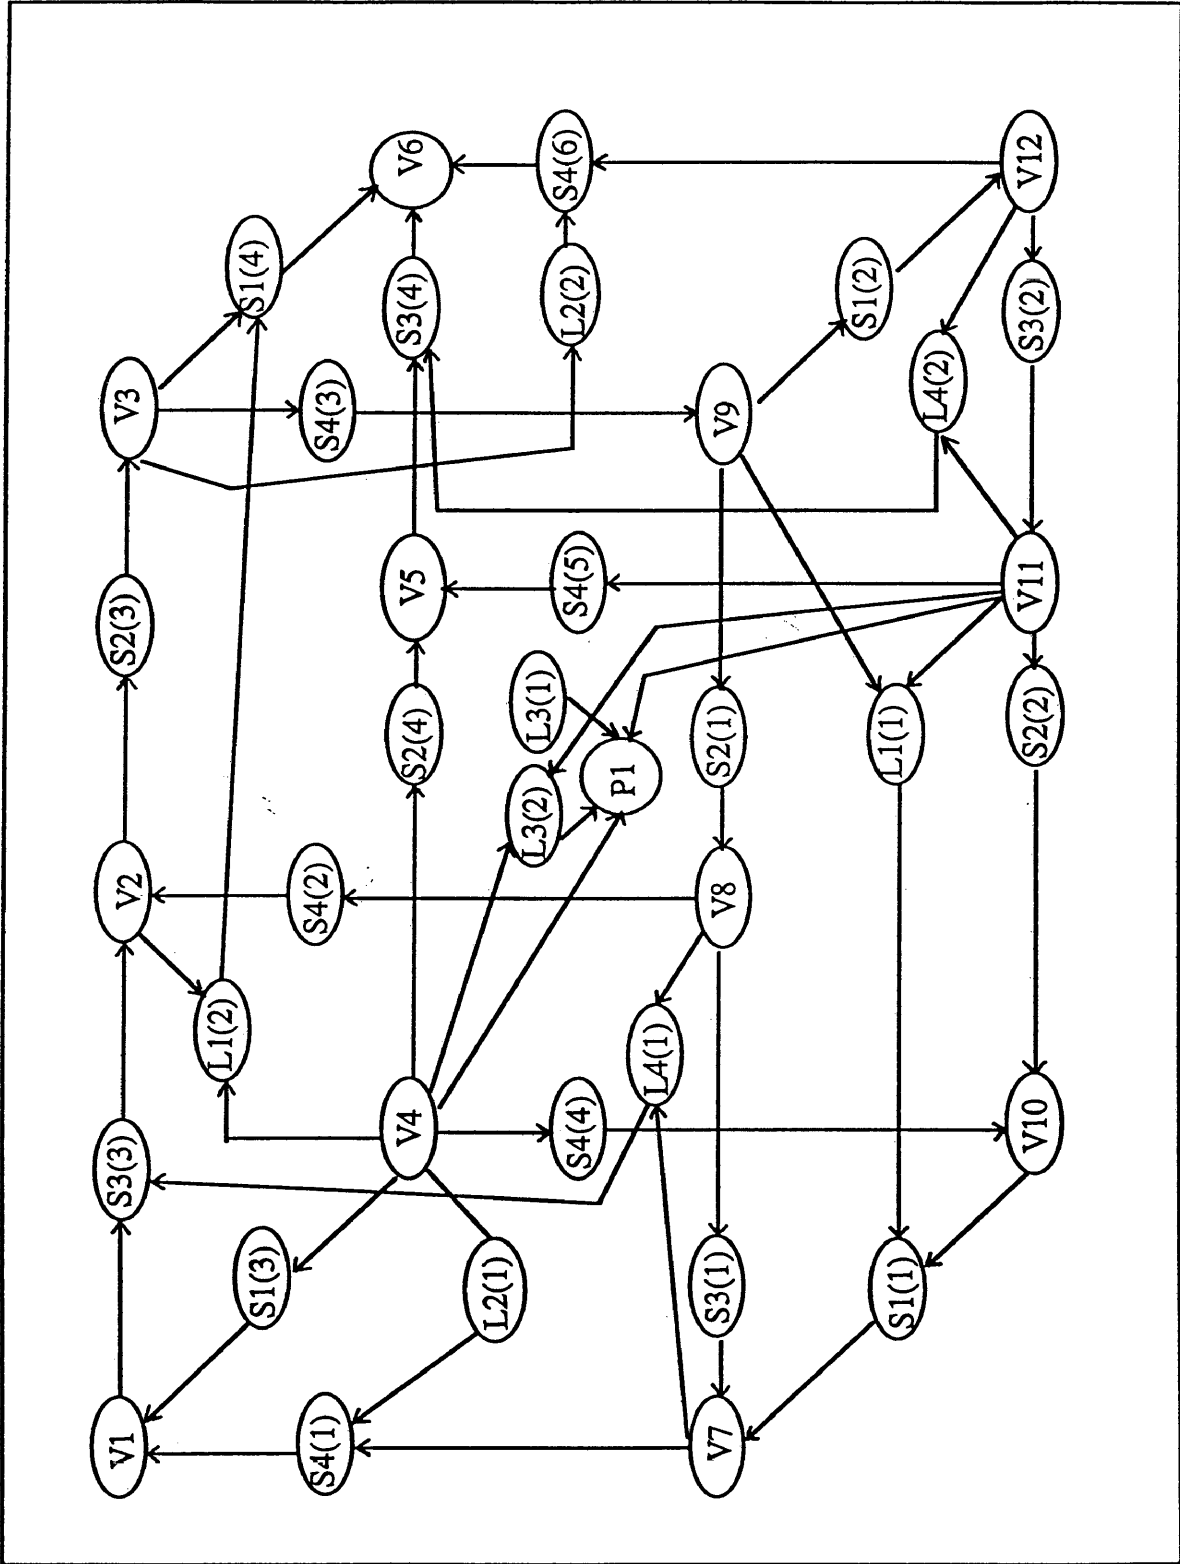 V1
S3(3)
V2
S2(3)
V3
L1(2)
S1(3)
S1(4)
S4(1)
S4(2)
S4(3)
V4
S2(4)
V5
S3(4)
V6
L2(1)
L3(2)
L3(1)
S4(4)
S4(5)
L2(2)
S4(6)
P1
L4(1)
V7
S3(1)
V8
S2(1)
V9
S1(1)
L1(1)
S1(2)
L4(2)
V10
S2(2)
V11
S3(2)
V12